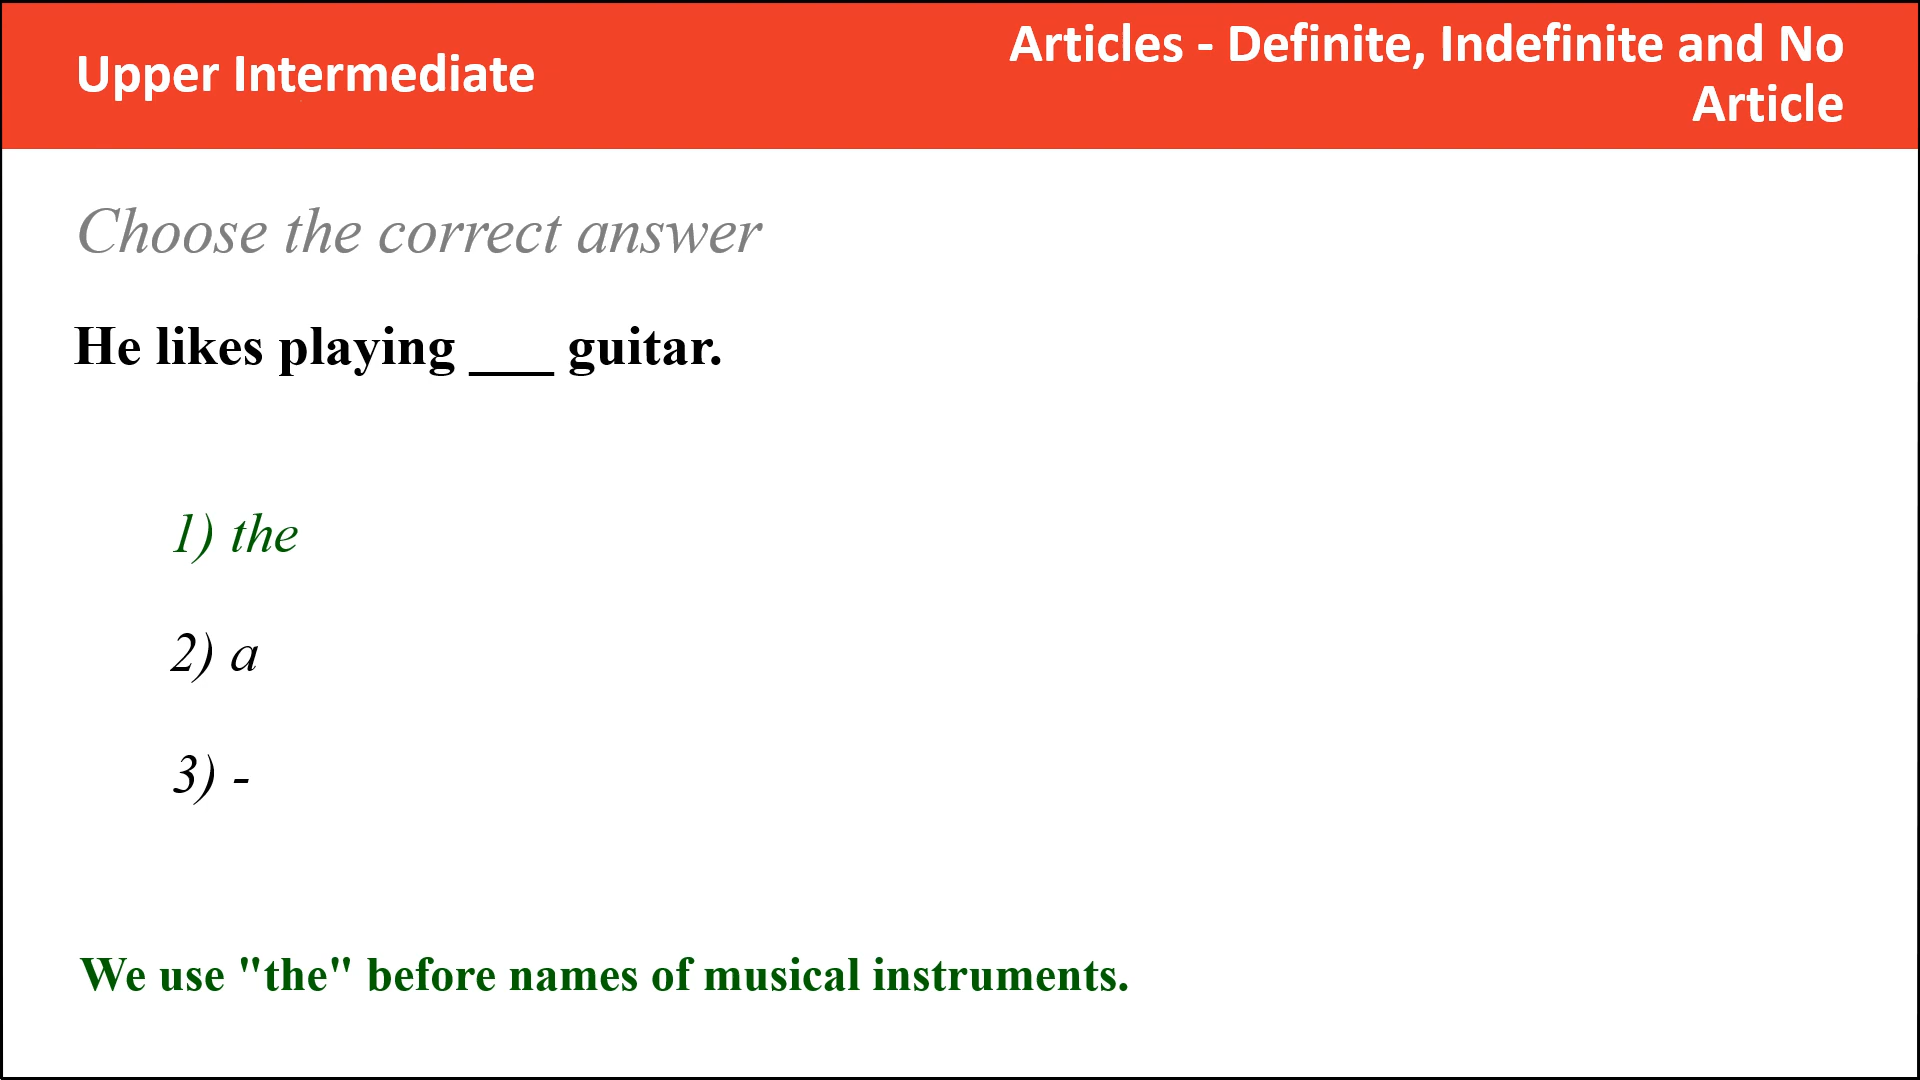 Upper Intermediate
Articles - Definite, Indefinite and No
Article
Choose the correct answer
He likes playing ___ guitar.
1) the
2) a
3) -
We use "the" before names of musical instruments.